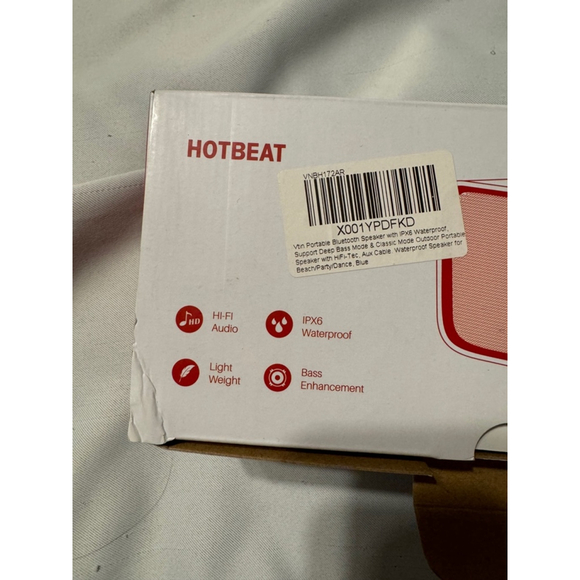 HOTBEAT
VNBH172AR
X001YPDFKD
Vbn Portable Bluetooth Speaker with IPX6 Waterproof,
Support Deep Bass Mode & Classic Mode Outdoor Portable
Speaker with HiFi-Tec, Aux Cable. Waterproof Speaker for
Beach/Party/Dance, Blue
HD
HI-FI
Audio
IPX6
Waterproof
Light
Weight
Bass
Enhancement